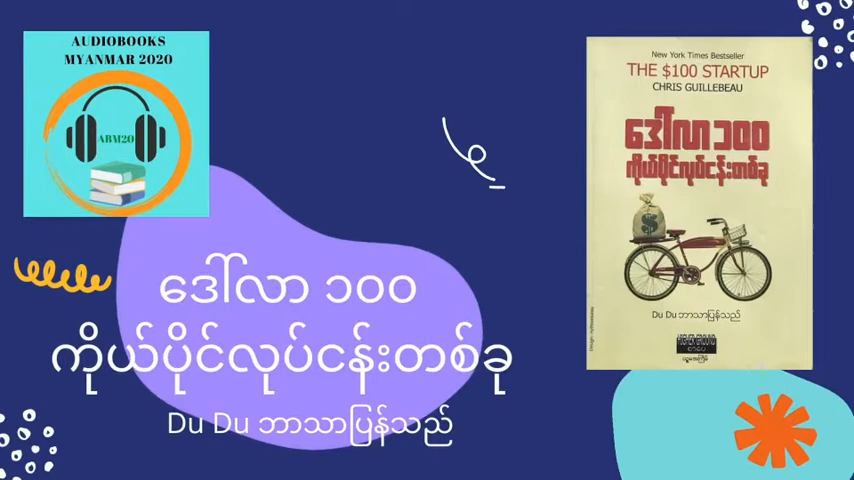 AUDIOBOOKS
MYANMAR 2020
ABM20
ဒေါ်လာ ၁၀၀
ကိုယ်ပိုင်လုပ်ငန်းတစ်ခု
Du Du ဘာသာပြန်သည်
New York Times Bestseller
THE $100 STARTUP
CHRIS GUILLEBEAU
ဒေါ်လာ ၁၀၀
ကိုယ်ပိုင်လုပ်ငန်းတစ်ခု
$
Du Du ဘာသာပြန်သည်